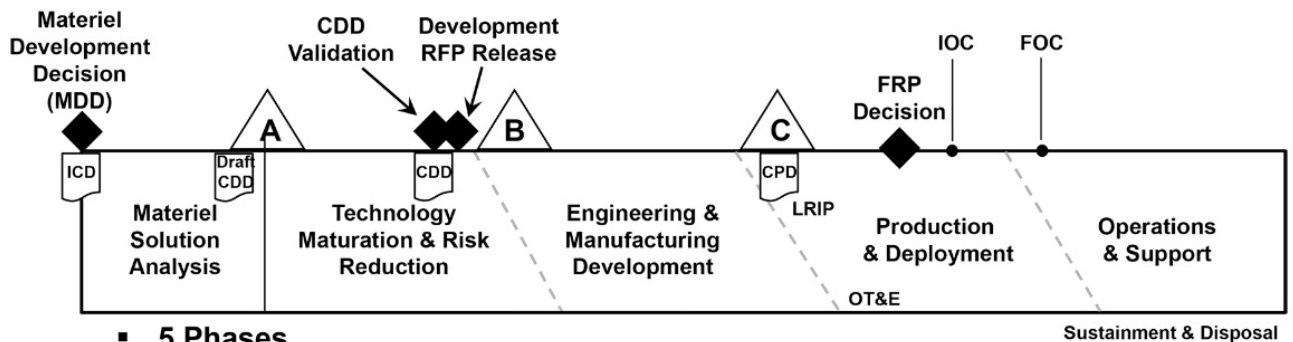 Materiel
Development
Decision
(MDD)
CDD
Validation
Development
RFP Release
IOC
FOC
FRP
Decision
A
B
C
ICD
Draft
CDD
CDD
CPD
LRIP
Materiel
Solution
Analysis
Technology
Maturation & Risk
Reduction
Engineering &
Manufacturing
Development
Production
& Deployment
Operations
& Support
OT&E
Sustainment & Disposal
▪ 5 Phases